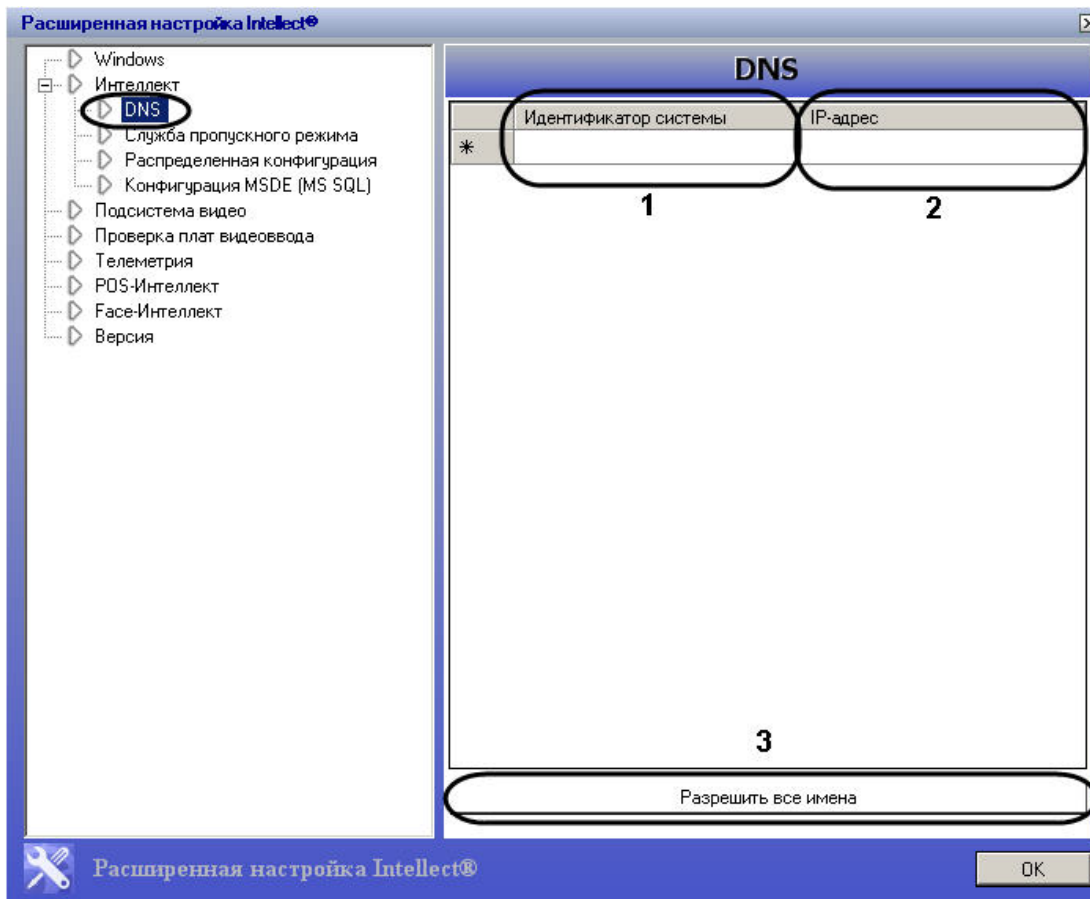 Расширенная настройка Intellect®
Windows
Интеллект
DNS
Служба пропускного режима
Распределенная конфигурация
Конфигурация MSDE (MS SQL)
Подсистема видео
Проверка плат видеоввода
Телеметрия
POS-Интеллект
Face-Интеллект
Версия
DNS
Идентификатор системы IP-адрес
*
1 2
3
Разрешить все имена
Расширенная настройка Intellect®
OK